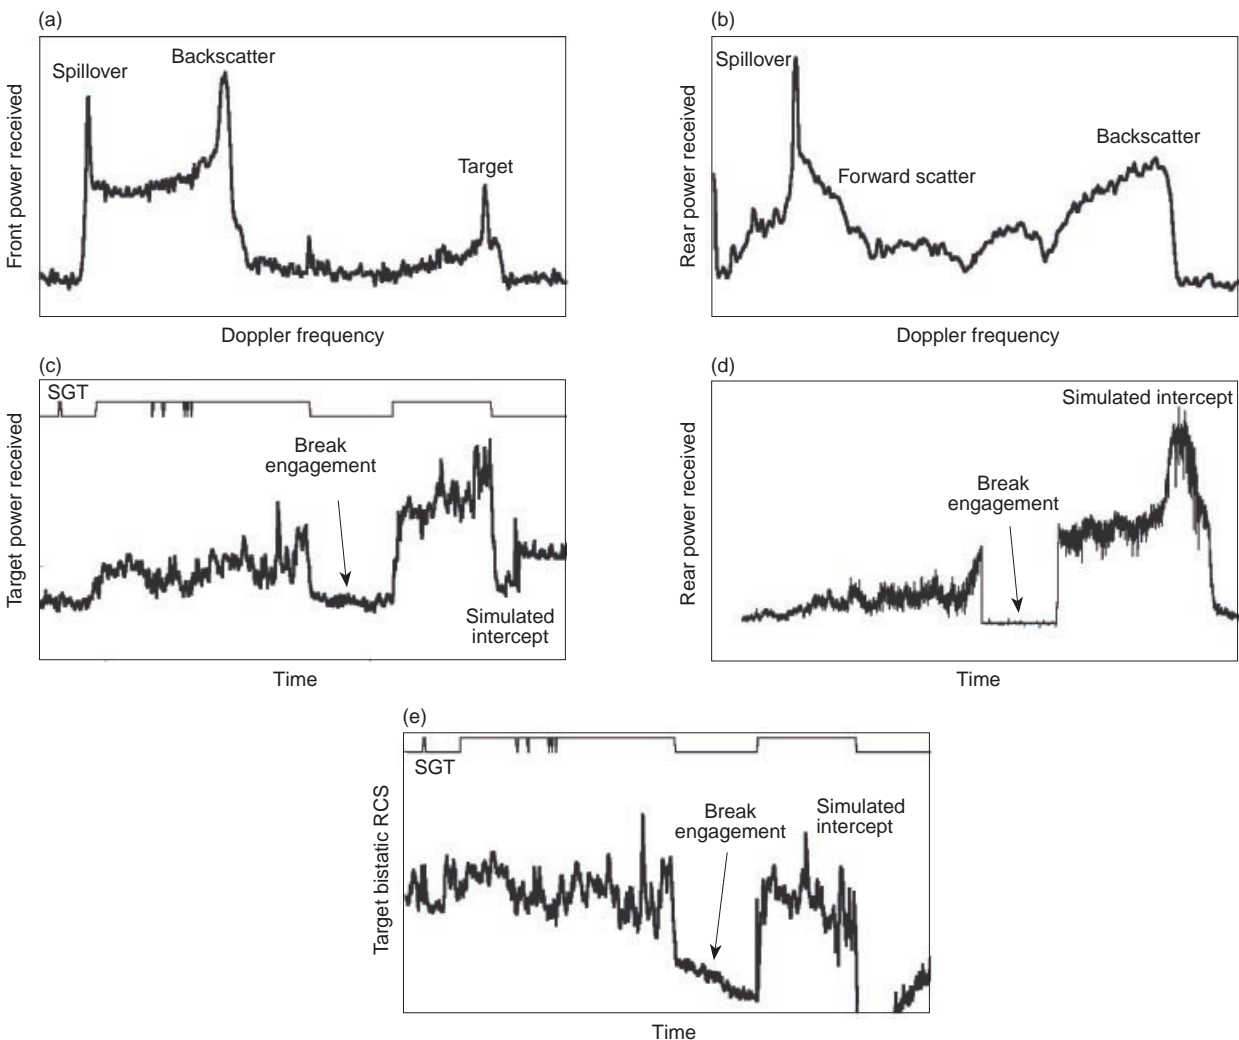 (a)
Front power received
Spillover
Backscatter
Target
Doppler frequency
(b)
Rear power received
Spillover
Forward scatter
Backscatter
Doppler frequency
(c)
Target power received
SGT
Break
engagement
Simulated
intercept
Time
(d)
Rear power received
Simulated intercept
Break
engagement
Time
(e)
Target bistatic RCS
SGT
Break
engagement
Simulated
intercept
Time